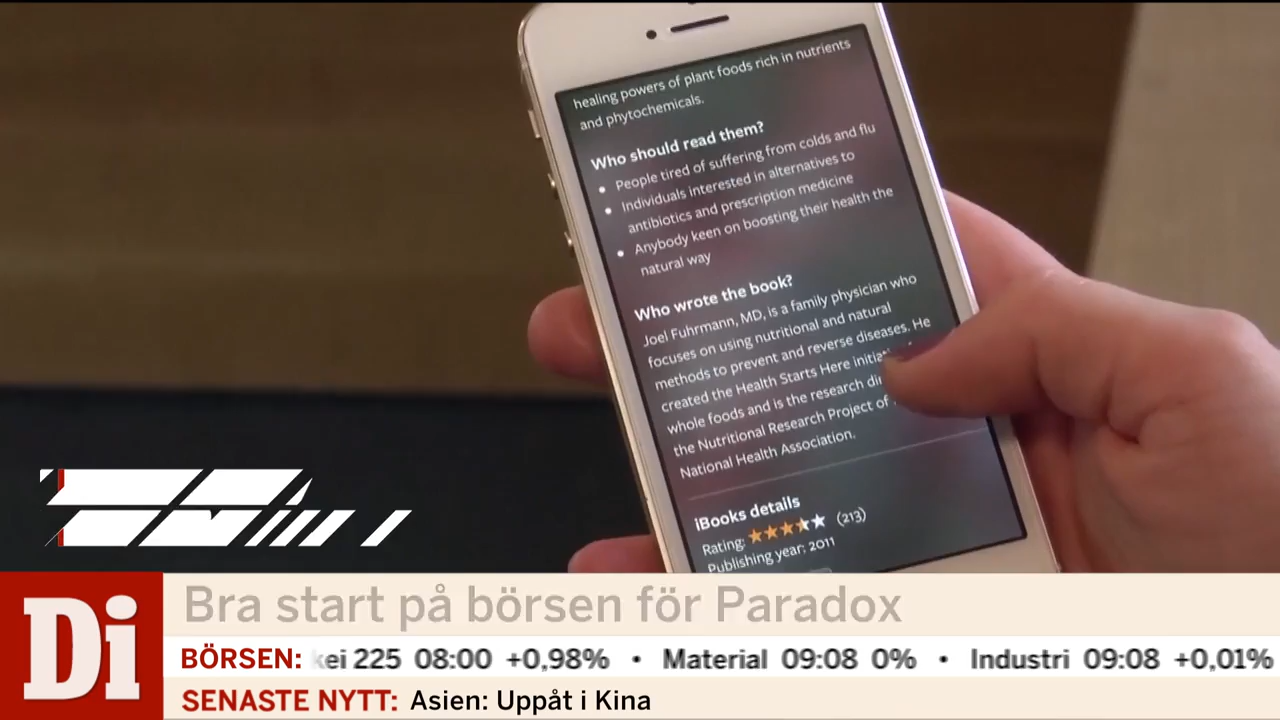 healing powers of plant foods rich in nutrients
and phytochemicals.
Who should read them?
• People tired of suffering from colds and flu
• Individuals interested in alternatives to
antibiotics and prescription medicine
• Anybody keen on boosting their health the
natural way
Who wrote the book?
Joel Fuhrmann, MD, is a family physician who
focuses on using nutritional and natural
methods to prevent and reverse diseases. He
created the Health Starts Here
whole foods and is the research
the Nutritional Research Project of
National Health Association.
iBooks details
Rating: (213)
Publishing year: 2011
Di
Bra start på börsen för Paradox
BÖRSEN: kei 225 08:00 +0,98% • Material 09:08 0% • Industri 09:08 +0,01%
SENASTE NYTT: Asien: Uppåt i Kina